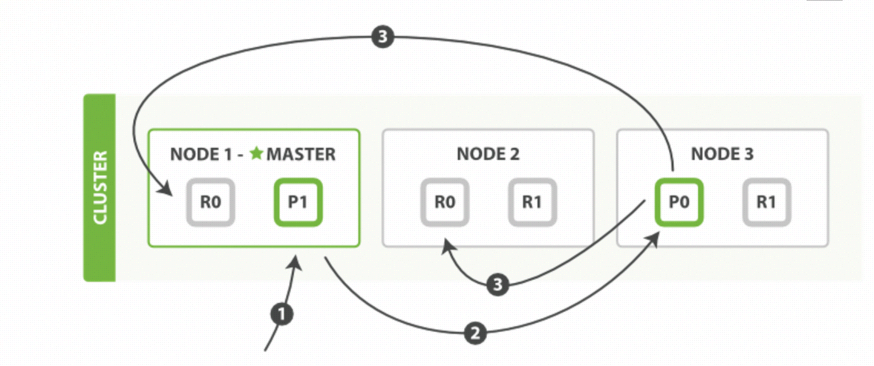 3
CLUSTER
NODE 1 - ★ MASTER
R0
P1
NODE 2
R0
R1
NODE 3
P0
R1
3
1
2